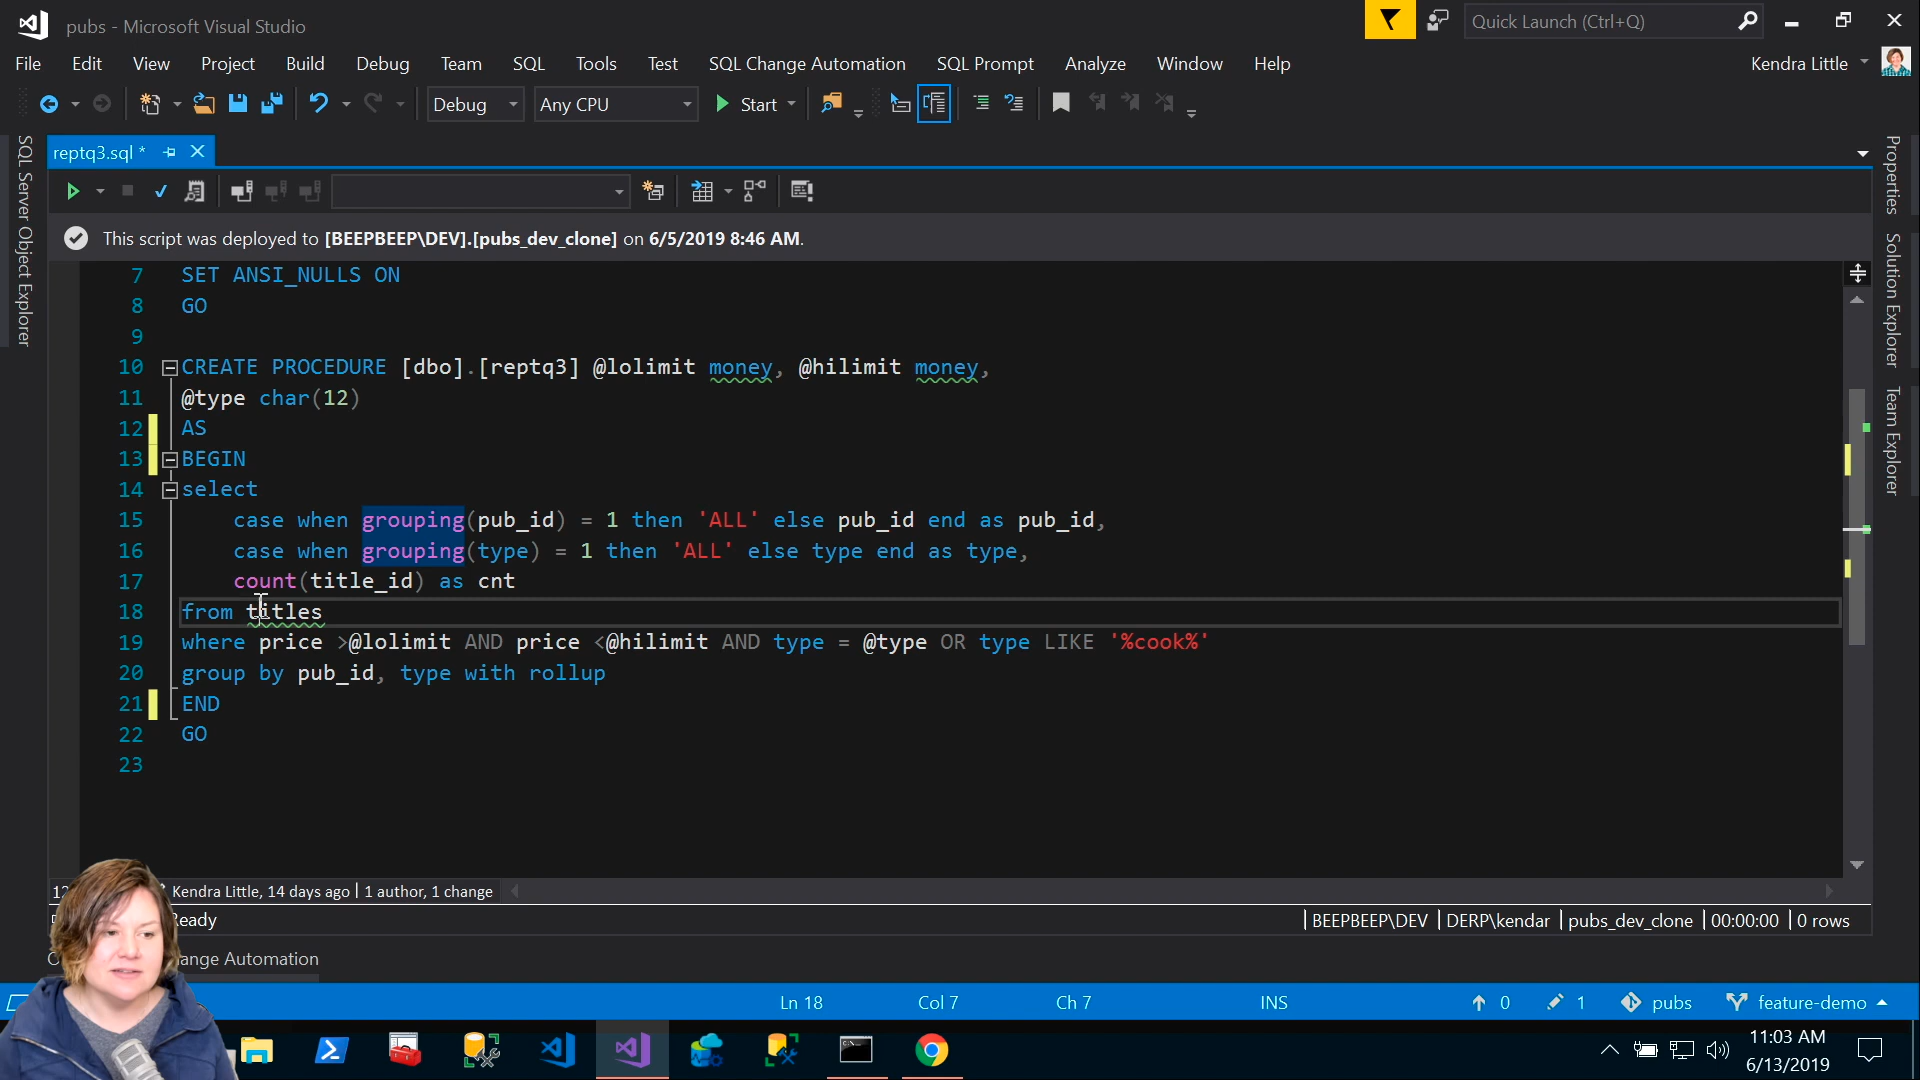 pubs - Microsoft Visual Studio
Quick Launch (Ctrl+Q)
File Edit View Project Build Debug Team SQL Tools Test SQL Change Automation SQL Prompt Analyze Window Help
Kendra Little
Debug Any CPU Start
SQL Server Object Explorer
reptq3.sql *
Properties
Solution Explorer
Team Explorer
This script was deployed to [BEEPBEEP\DEV].[pubs_dev_clone] on 6/5/2019 8:46 AM.
7 SET ANSI_NULLS ON
8 GO
9
10 CREATE PROCEDURE [dbo].[reptq3] @lolimit money, @hilimit money,
11 @type char(12)
12 AS
13 BEGIN
14 select
15 case when grouping(pub_id) = 1 then 'ALL' else pub_id end as pub_id,
16 case when grouping(type) = 1 then 'ALL' else type end as type,
17 count(title_id) as cnt
18 from titles
19 where price >@lolimit AND price <@hilimit AND type = @type OR type LIKE '%cook%'
20 group by pub_id, type with rollup
21 END
22 GO
23
Kendra Little, 14 days ago | 1 author, 1 change
Ready
BEEPBEEP\DEV DERP\kendar pubs_dev_clone 00:00:00 0 rows
ange Automation
Ln 18 Col 7 Ch 7 INS 0 1 pubs feature-demo
11:03 AM
6/13/2019